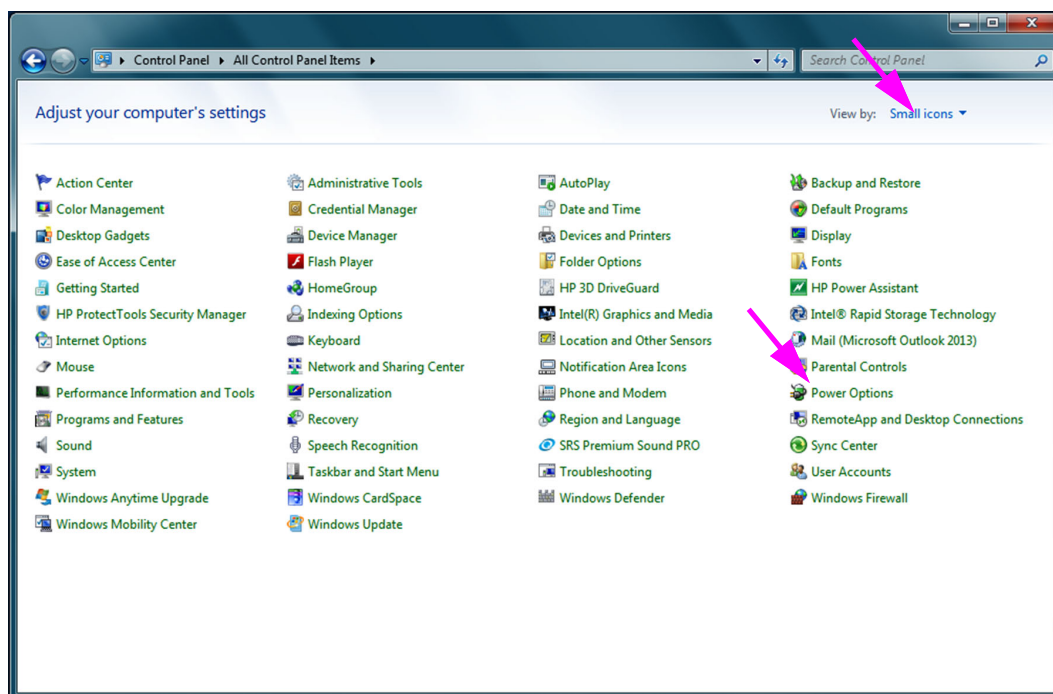 Control Panel All Control Panel Items Search Control Panel
Adjust your computer's settings View by: Small icons
Action Center Administrative Tools AutoPlay Backup and Restore
Color Management Credential Manager Date and Time Default Programs
Desktop Gadgets Device Manager Devices and Printers Display
Ease of Access Center Flash Player Folder Options Fonts
Getting Started HomeGroup HP 3D DriveGuard HP Power Assistant
HP ProtectTools Security Manager Indexing Options Intel(R) Graphics and Media Intel® Rapid Storage Technology
Internet Options Keyboard Location and Other Sensors Mail (Microsoft Outlook 2013)
Mouse Network and Sharing Center Notification Area Icons Parental Controls
Performance Information and Tools Personalization Phone and Modem Power Options
Programs and Features Recovery Region and Language RemoteApp and Desktop Connections
Sound Speech Recognition SRS Premium Sound PRO Sync Center
System Taskbar and Start Menu Troubleshooting User Accounts
Windows Anytime Upgrade Windows CardSpace Windows Defender Windows Firewall
Windows Mobility Center Windows Update